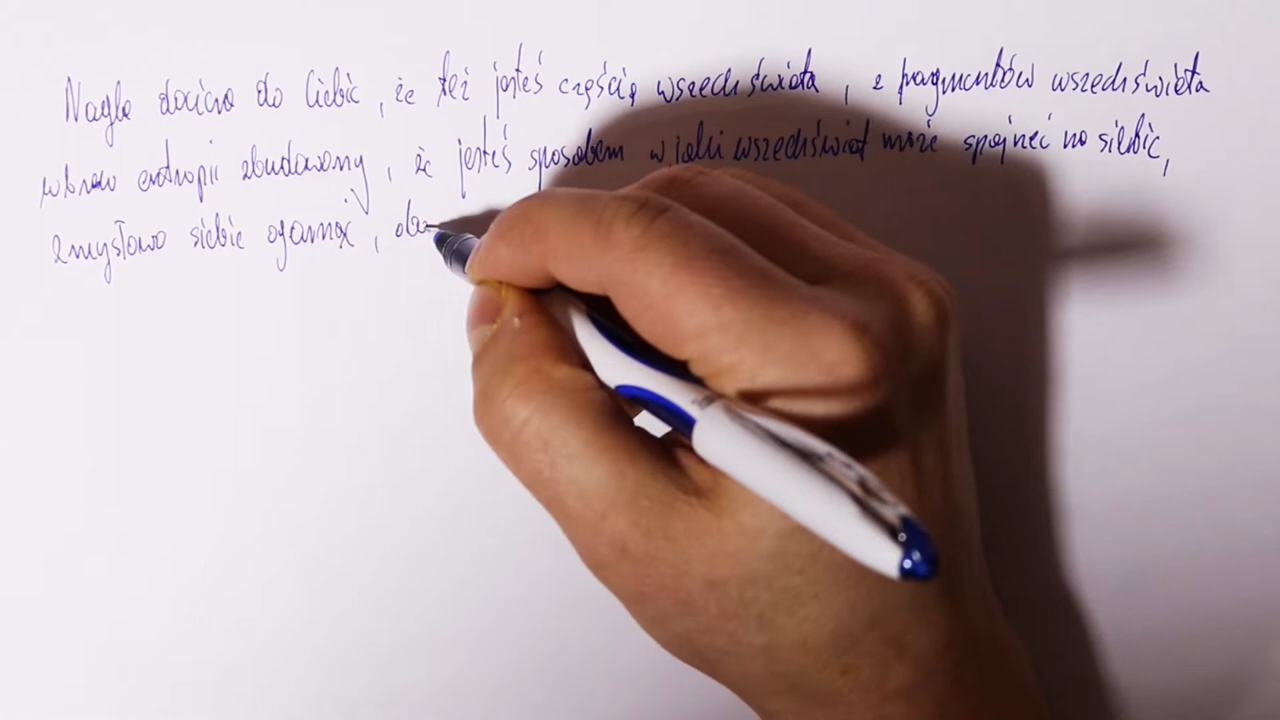 Nagle dociera do Ciebie, że też jesteś częścią wszechświata, z fragmentów wszechświata
wbrew entropii zbudowany, że jesteś sposobem w jaki wszechświat może spojrzeć na siebie,
zmysłowo siebie ogarnąć,